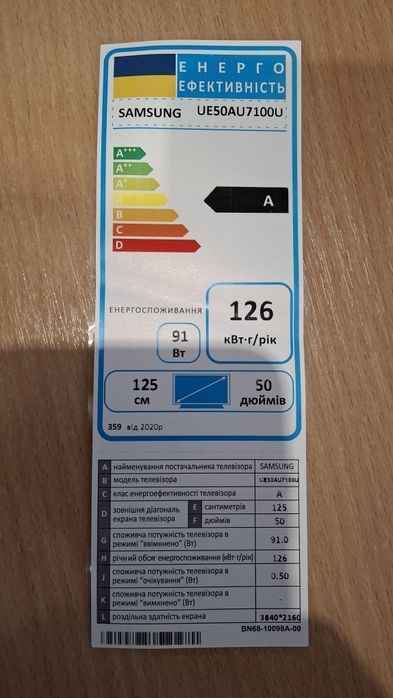 ЕНЕРГО
ЕФЕКТИВНІСТЬ
SAMSUNG UE50AU7100U
A+++
A++
A+
A
B
C
D
A
ЕНЕРГОСПОЖИВАННЯ
91
Вт
126
кВт·г/рік
125
см
50
дюймів
359 від 2020р
A найменування постачальника телевізора SAMSUNG
B модель телевізора UE50AU7100U
C клас енергоефективності телевізора A
D зовнішня діагональ екрана телевізора
E сантиметрів 125
F дюймів 50
G споживча потужність телевізора в
режимі "ввімкнено" (Вт) 91.0
H річний обсяг енергоспоживання (кВт·г/рік) 126
J споживча потужність телевізора в
режимі "очікування" (Вт) 0.50
K споживча потужність телевізора в
режимі "вимкнено" (Вт) -
L роздільна здатність екрана 3840*2160
BN68-10098A-00